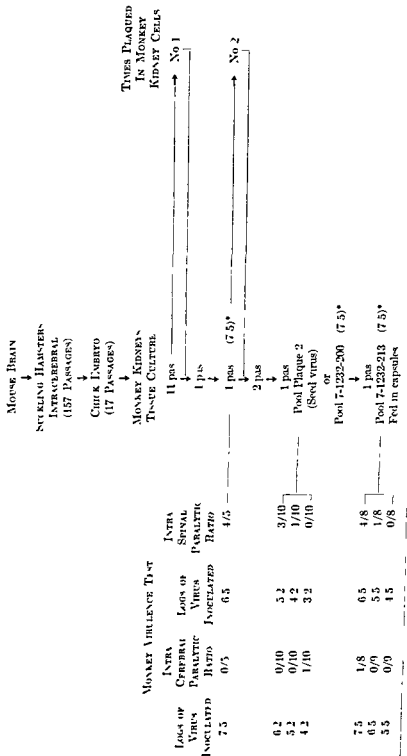 MOUSE BRAIN
SUCKLING HAMSTERS
INTRACEREBRAL
(157 PASSAGES)
CHICK EMBRYO
(17 PASSAGES)
MONKEY KIDNEYS
TISSUE CULTURE
TIMES PLAQUED
IN MONKEY
KIDNEY CELLS
11 pas
No 1
1 pas
1 pas (7 5)*
No 2
2 pas
1 pas
Pool Plaque 2
(Seed virus)
or
Pool 7-1232-200 (7 5)*
1 pas
Pool 7-1232-213 (7 5)*
Fed in capsules
MONKEY VIRULENCE TEST
LOGS OF
VIRUS
INOCULATED
INTRA
CEREBRAL
PARALYTIC
RATIO
LOGS OF
VIRUS
INOCULATED
INTRA
SPINAL
PARALYTIC
RATIO
7 5 0/5 6 5 4/5
6 2 0/10 5 2 3/10
5 2 0/10 4 2 1/10
4 2 1/10 3 2 0/10
7 5 1/8 6 5 4/8
6 5 0/9 5 5 1/8
5 5 0/9 4 5 0/8